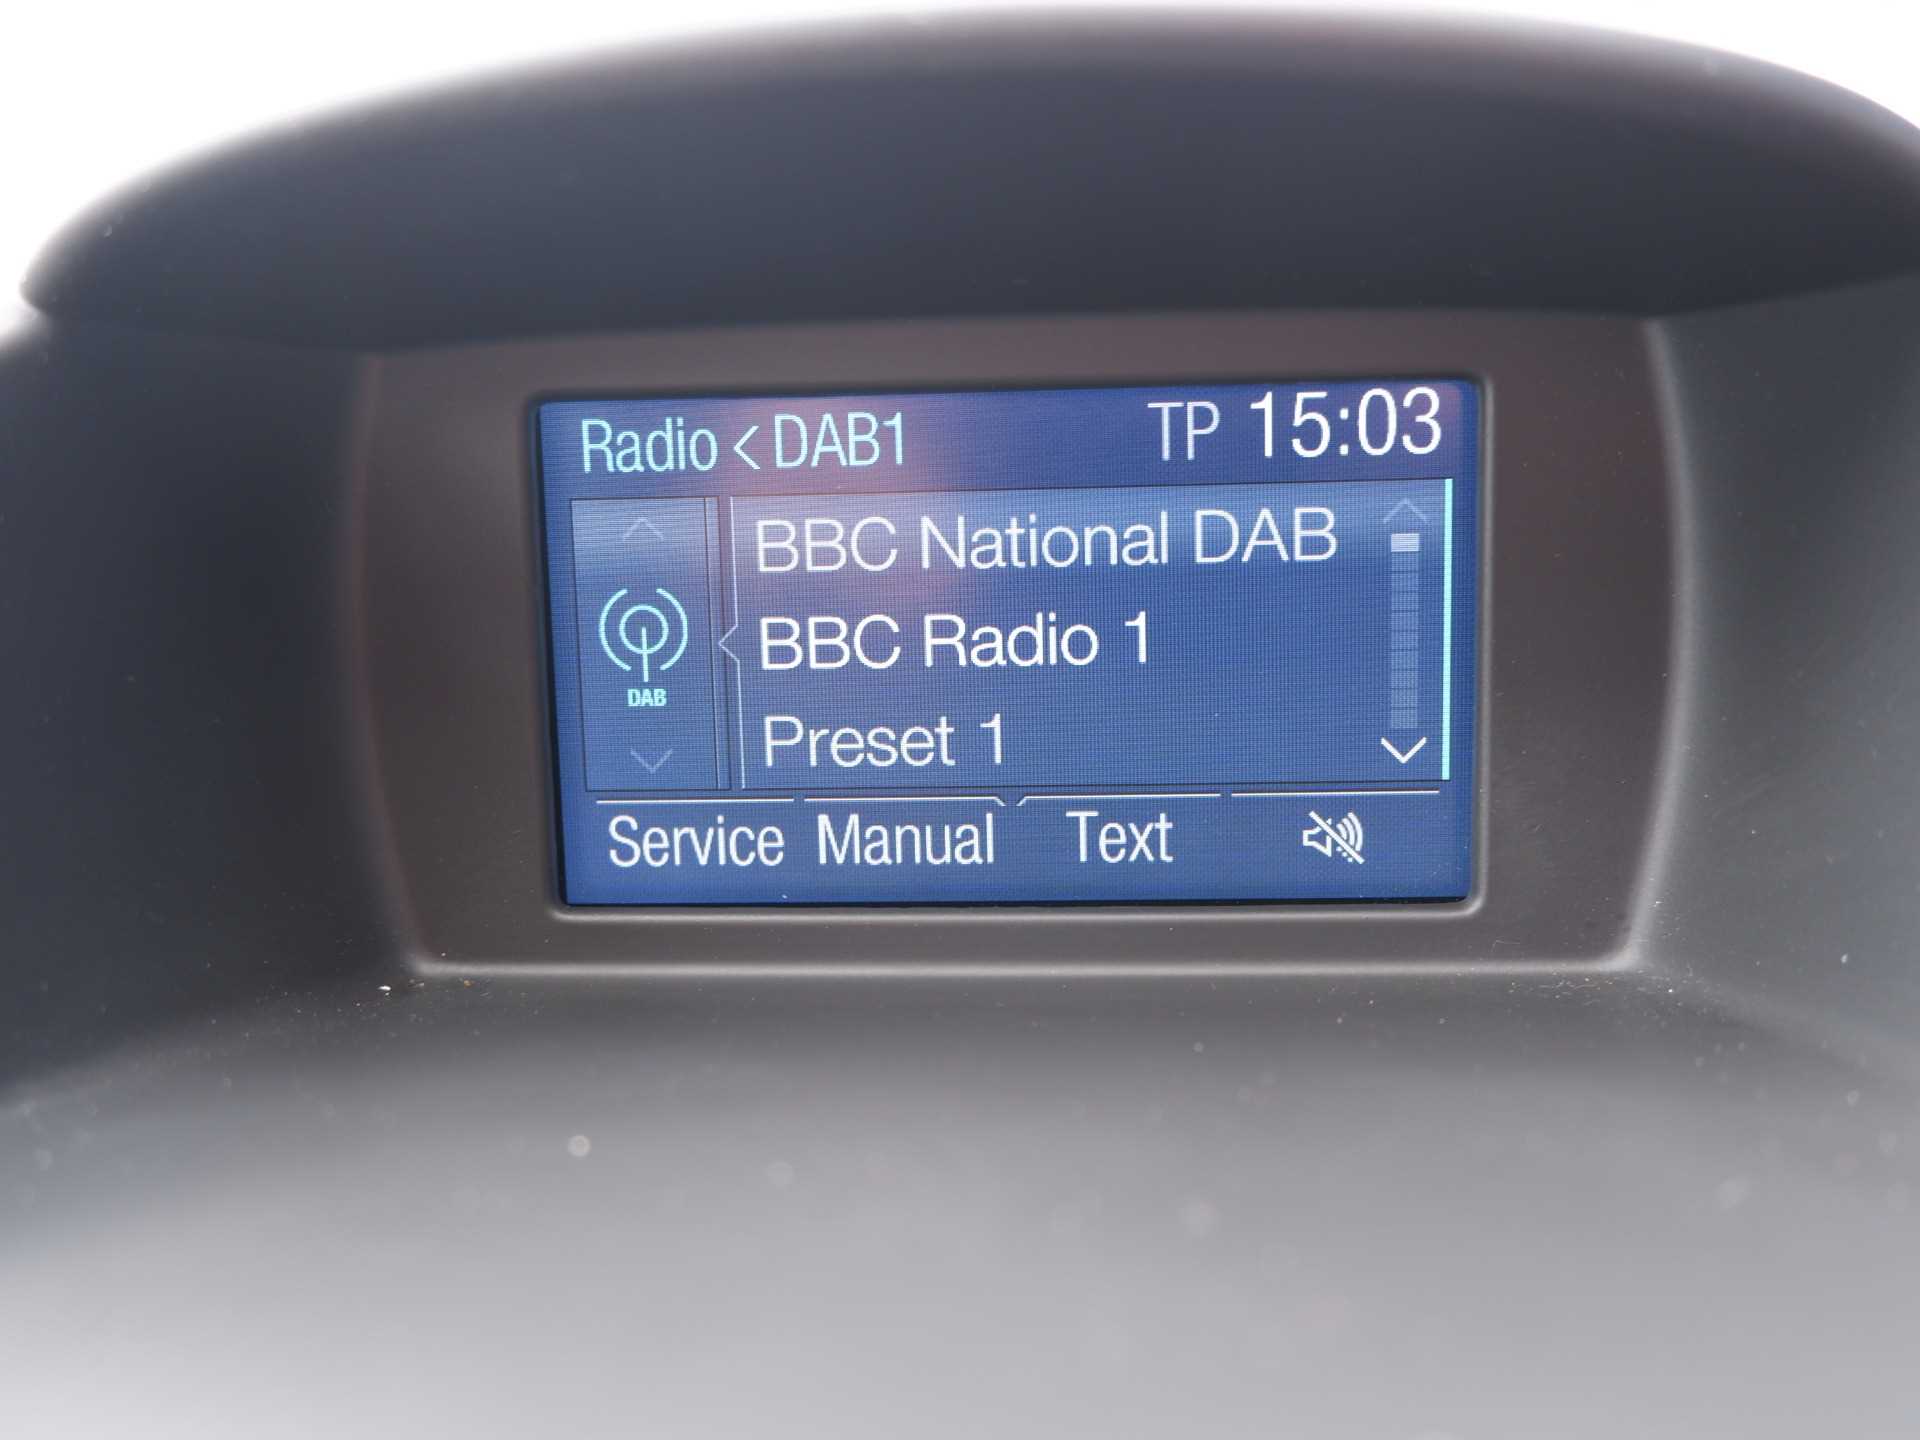 Radio < DAB1 TP 15:03
BBC National DAB
BBC Radio 1
DAB
Preset 1
Service Manual Text